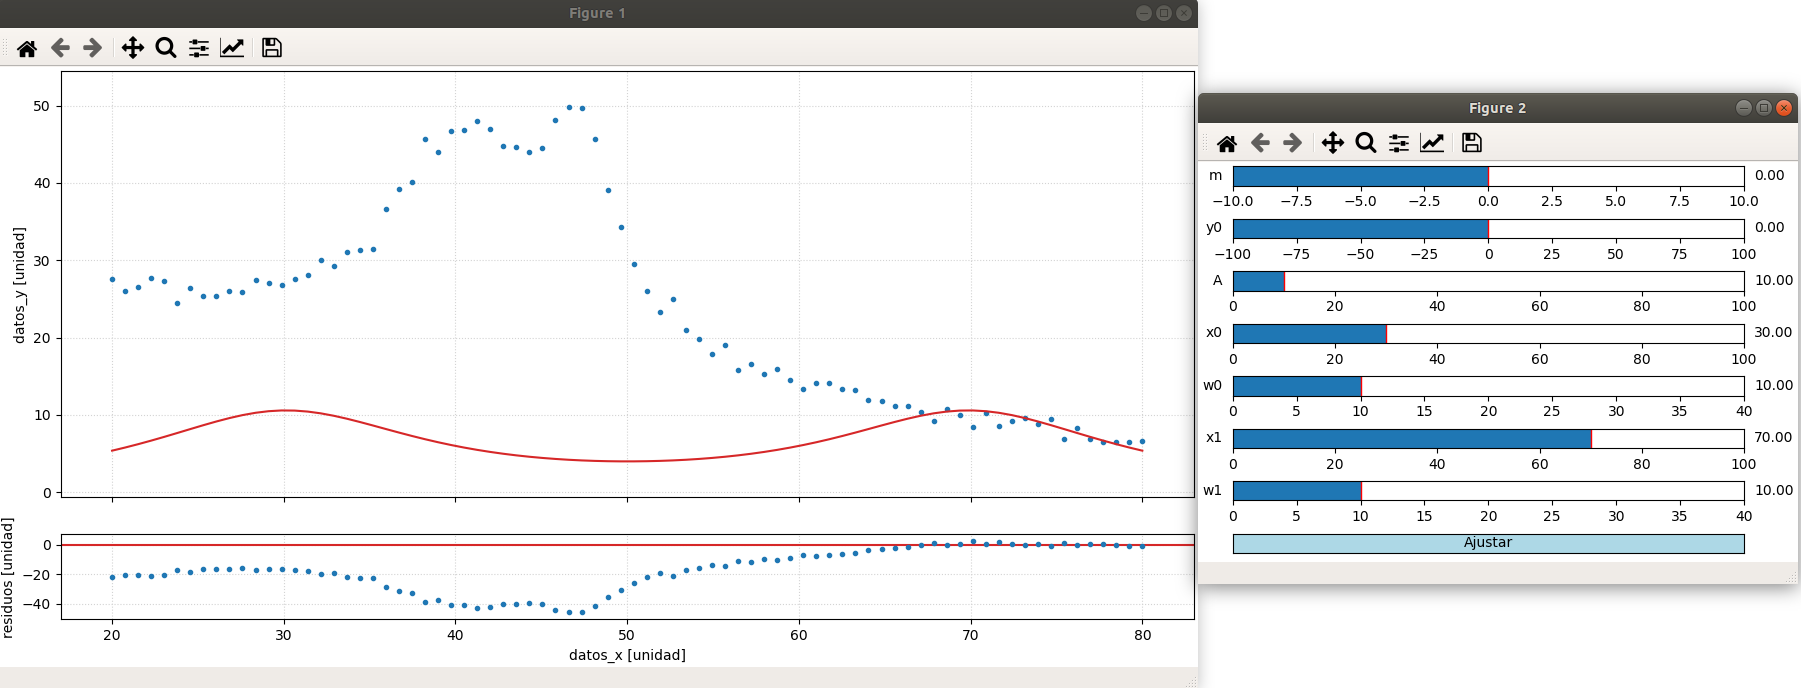 Figure 1
50
40
30
20
10
0
datos_y [unidad]
0
−20
−40
residuos [unidad]
20 30 40 50 60 70 80
datos_x [unidad]
Figure 2
m 0.00
−10.0 −7.5 −5.0 −2.5 0.0 2.5 5.0 7.5 10.0
y0 0.00
−100 −75 −50 −25 0 25 50 75 100
A 10.00
0 20 40 60 80 100
x0 30.00
0 20 40 60 80 100
w0 10.00
0 5 10 15 20 25 30 35 40
x1 70.00
0 20 40 60 80 100
w1 10.00
0 5 10 15 20 25 30 35 40
Ajustar